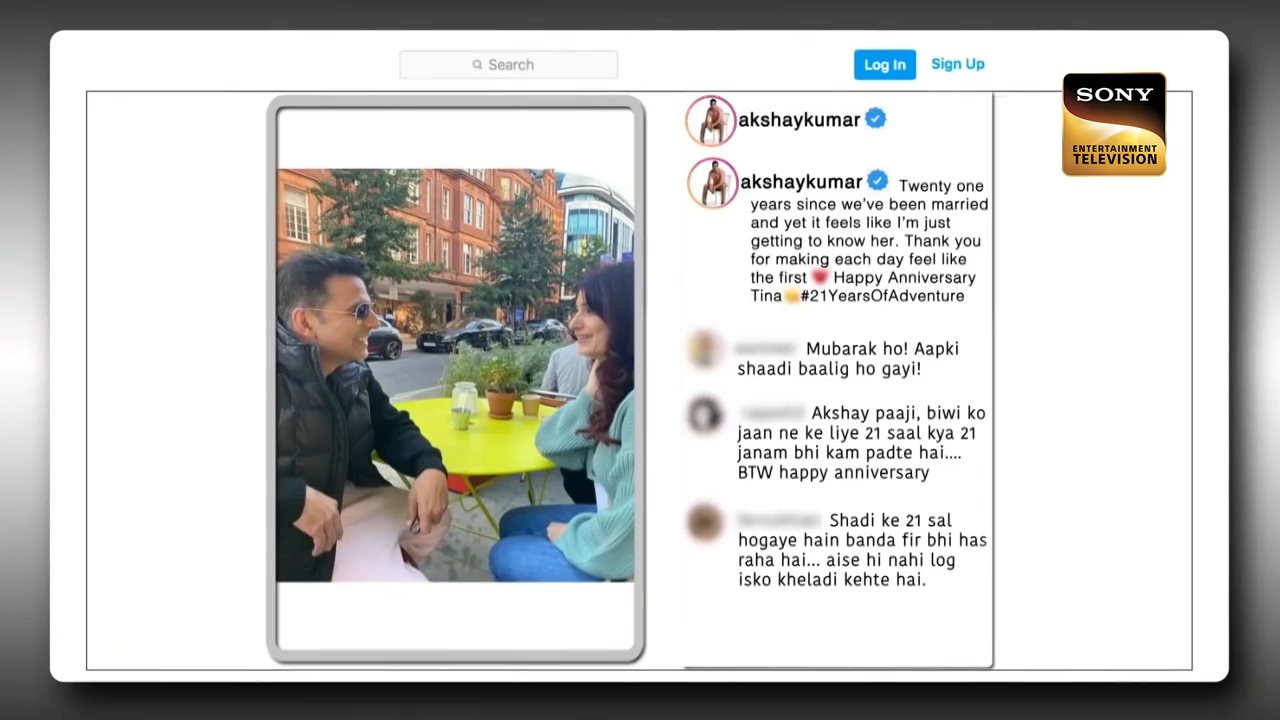 Search
Log In
Sign Up
SONY
ENTERTAINMENT
TELEVISION
akshaykumar
akshaykumar Twenty one
years since we've been married
and yet it feels like I'm just
getting to know her. Thank you
for making each day feel like
the first ❤️ Happy Anniversary
Tina #21YearsOfAdventure
Mubarak ho! Aapki
shaadi baalig ho gayi!
Akshay paaji, biwi ko
jaan ne ke liye 21 saal kya 21
janam bhi kam padte hai....
BTW happy anniversary
Shadi ke 21 sal
hogaye hain banda fir bhi has
raha hai... aise hi nahi log
isko kheladi kehte hai.